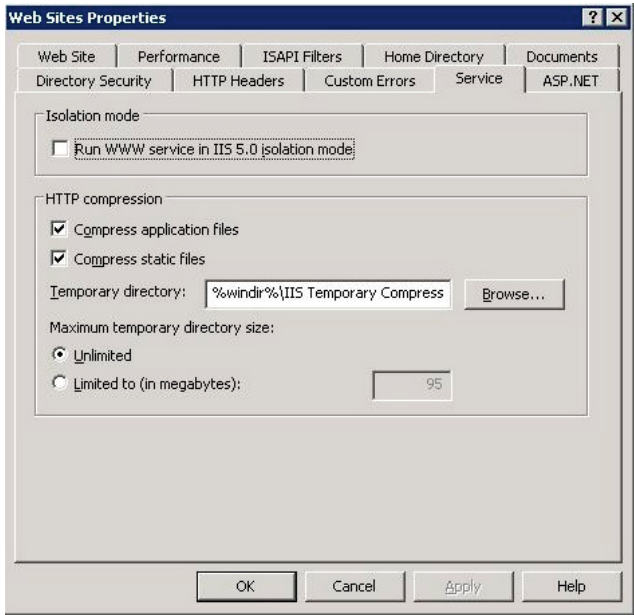 Web Sites Properties
Web Site Performance ISAPI Filters Home Directory Documents
Directory Security HTTP Headers Custom Errors Service ASP.NET
Isolation mode
Run WWW service in IIS 5.0 isolation mode
HTTP compression
Compress application files
Compress static files
Temporary directory: %windir%\IIS Temporary Compress Browse...
Maximum temporary directory size:
Unlimited
Limited to (in megabytes): 95
OK Cancel Apply Help